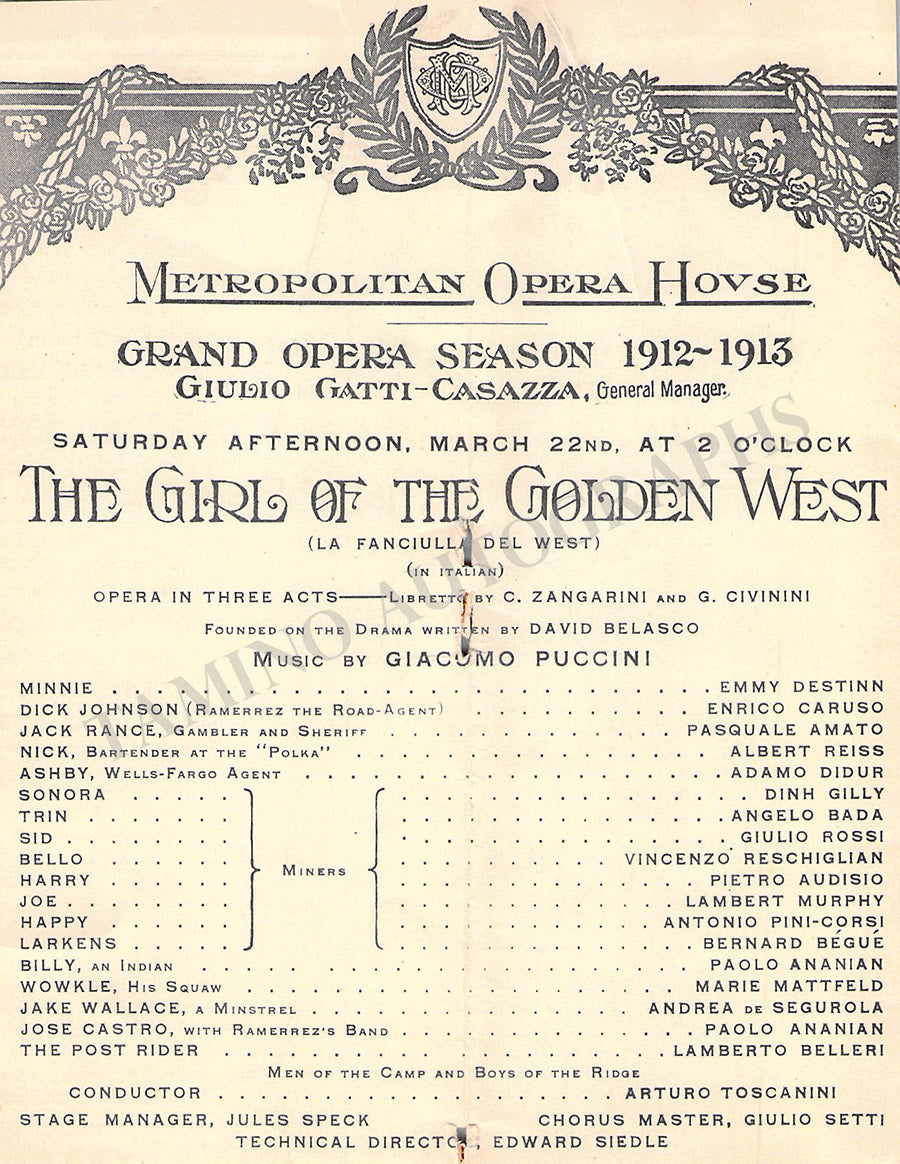 METROPOLITAN OPERA HOVSE
GRAND OPERA SEASON 1912~1913
GIULIO GATTI-CASAZZA, General Manager.
SATURDAY AFTERNOON, MARCH 22ND, AT 2 O'CLOCK
THE GIRL OF THE GOLDEN WEST
(LA FANCIULLA DEL WEST)
(IN ITALIAN)
OPERA IN THREE ACTS——LIBRETTO BY C. ZANGARINI AND G. CIVININI
FOUNDED ON THE DRAMA WRITTEN BY DAVID BELASCO
MUSIC BY GIACOMO PUCCINI
MINNIE . . . . . . . . . . EMMY DESTINN
DICK JOHNSON (RAMERREZ THE ROAD-AGENT) . . . . . . . . . . ENRICO CARUSO
JACK RANCE, GAMBLER AND SHERIFF . . . . . . . . . . PASQUALE AMATO
NICK, BARTENDER AT THE "POLKA" . . . . . . . . . . ALBERT REISS
ASHBY, WELLS-FARGO AGENT . . . . . . . . . . ADAMO DIDUR
SONORA . . . . . . . . . . DINH GILLY
TRIN . . . . . . . . . . ANGELO BADA
SID . . . . . . . . . . GIULIO ROSSI
BELLO . . . . . . . . . . VINCENZO RESCHIGLIAN
MINERS
HARRY . . . . . . . . . . PIETRO AUDISIO
JOE . . . . . . . . . . LAMBERT MURPHY
HAPPY . . . . . . . . . . ANTONIO PINI-CORSI
LARKENS . . . . . . . . . . BERNARD BÉGUÉ
BILLY, AN INDIAN . . . . . . . . . . PAOLO ANANIAN
WOWKLE, HIS SQUAW . . . . . . . . . . MARIE MATTFELD
JAKE WALLACE, A MINSTREL . . . . . . . . . . ANDREA DE SEGUROLA
JOSE CASTRO, WITH RAMERREZ'S BAND . . . . . . . . . . PAOLO ANANIAN
THE POST RIDER . . . . . . . . . . LAMBERTO BELLERI
MEN OF THE CAMP AND BOYS OF THE RIDGE
CONDUCTOR . . . . . . . . . . ARTURO TOSCANINI
STAGE MANAGER, JULES SPECK CHORUS MASTER, GIULIO SETTI
TECHNICAL DIRECTOR, EDWARD SIEDLE
TAMINO AUTOGRAPHS